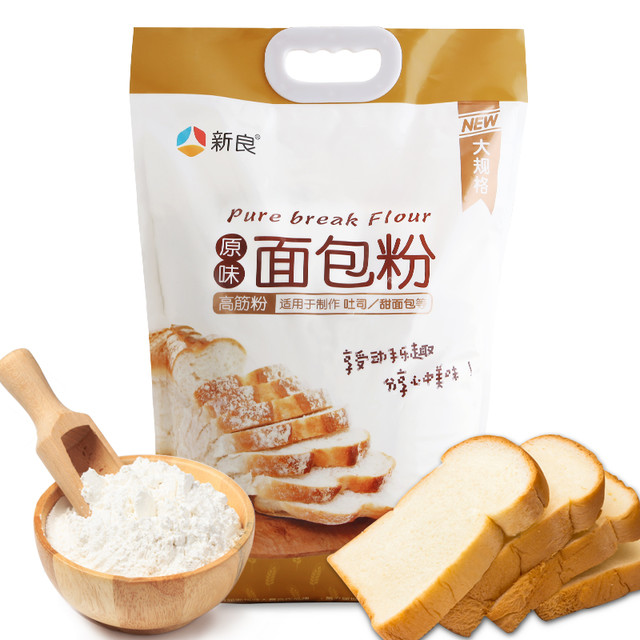 新良®
NEW
大规格
Pure break Flour
原味
面包粉
高筋粉
适用于制作 吐司／甜面包等
享受动手乐趣
分享心中美味！